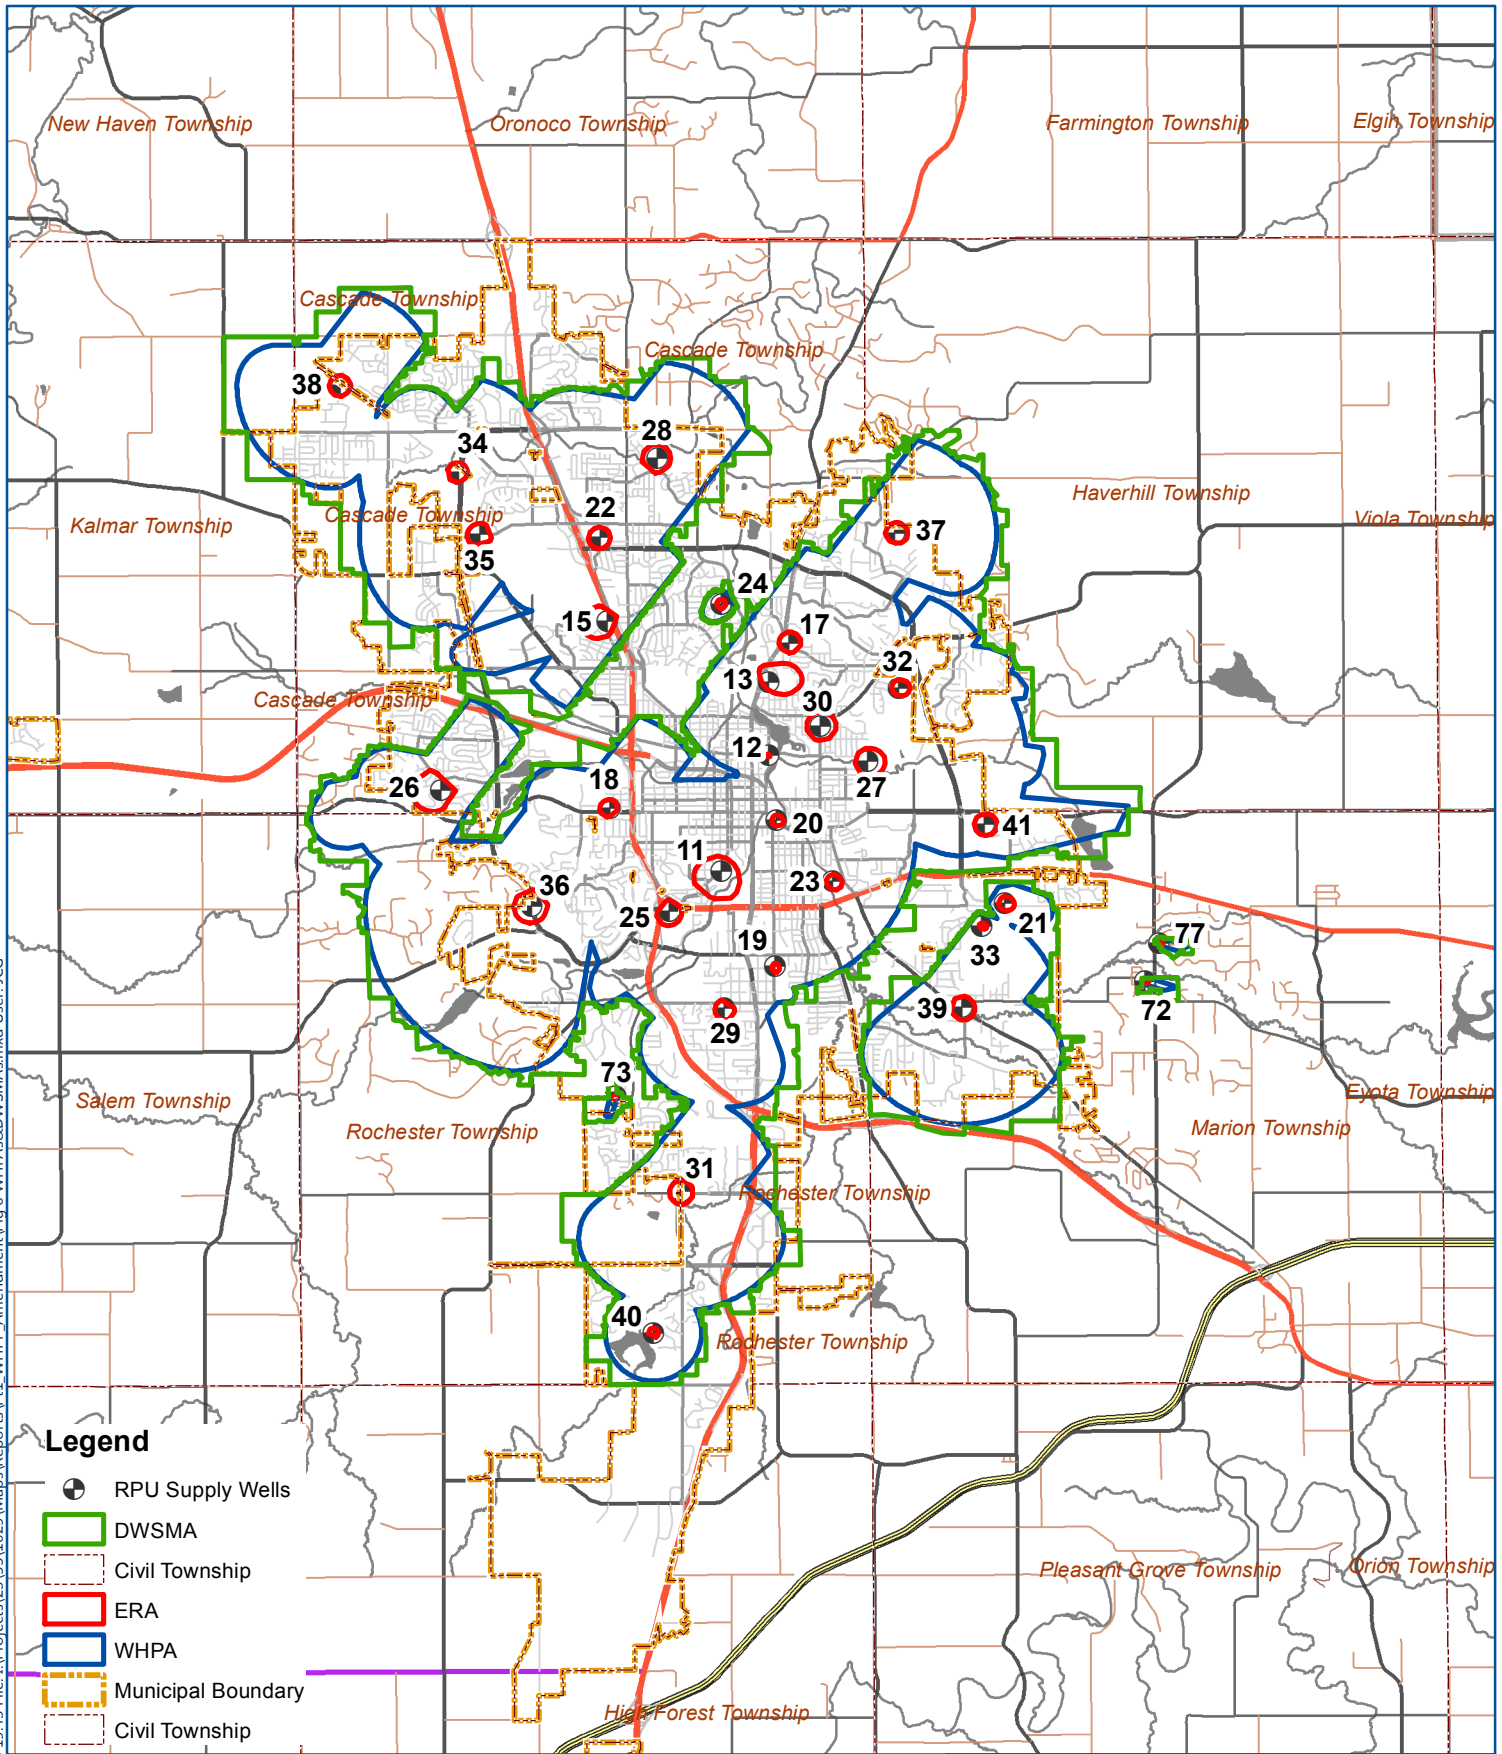 New Haven Township
Oronoco Township
Farmington Township
Elgin Township
Cascade Township
Cascade Township
38
34
28
Haverhill Township
Kalmar Township
Cascade Township
22
37
Viola Township
35
24
15
17
32
13
Cascade Township
30
12
27
26
18
20
41
11
23
36
25
21
33
77
19
39
72
29
73
Salem Township
Rochester Township
Eyota Township
Marion Township
31
Rochester Township
40
Rochester Township
Legend
RPU Supply Wells
DWSMA
Civil Township
ERA
WHPA
Municipal Boundary
Civil Township
Pleasant Grove Township
Orion Township
High Forest Township